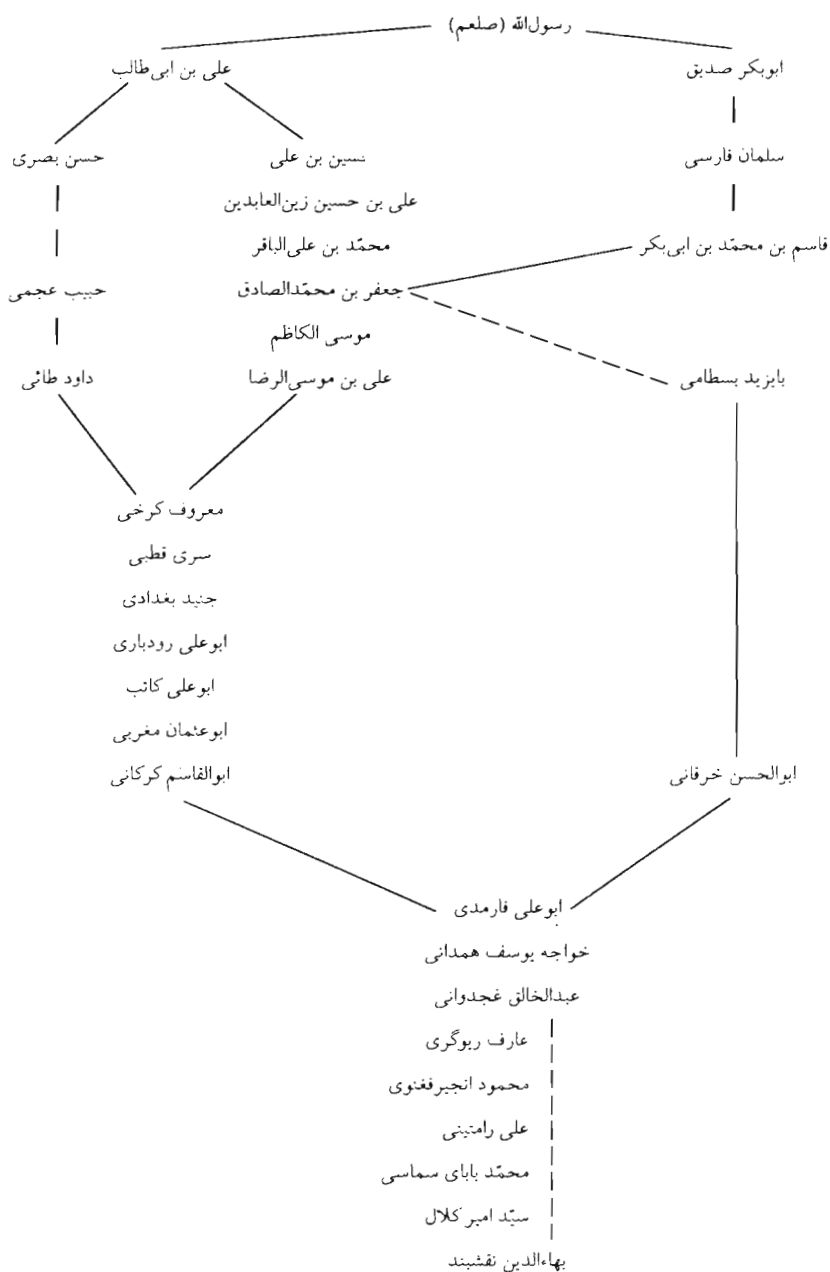 رسول‌الله (صلعم)
ابوبکر صدیق
علی بن ابی‌طالب
سلمان فارسی
حسین بن علی
حسن بصری
علی بن حسین زین‌العابدین
قاسم بن محمّد بن ابی‌بکر
محمّد بن علی‌الباقر
جعفر بن محمّدالصادق
حبیب عجمی
موسی الکاظم
بایزید بسطامی
علی بن موسی‌الرضا
داود طائی
معروف کرخی
سری قطبی
جنید بغدادی
ابوعلی رودباری
ابوعلی کاتب
ابوعثمان مغربی
ابوالحسن خرقانی
ابوالقاسم کرکانی
ابوعلی فارمدی
خواجه یوسف همدانی
عبدالخالق غجدوانی
عارف ریوگری
محمود انجیرفغنوی
علی رامتینی
محمّد بابای سماسی
سیّد امیر کلال
بهاءالدین نقشبند